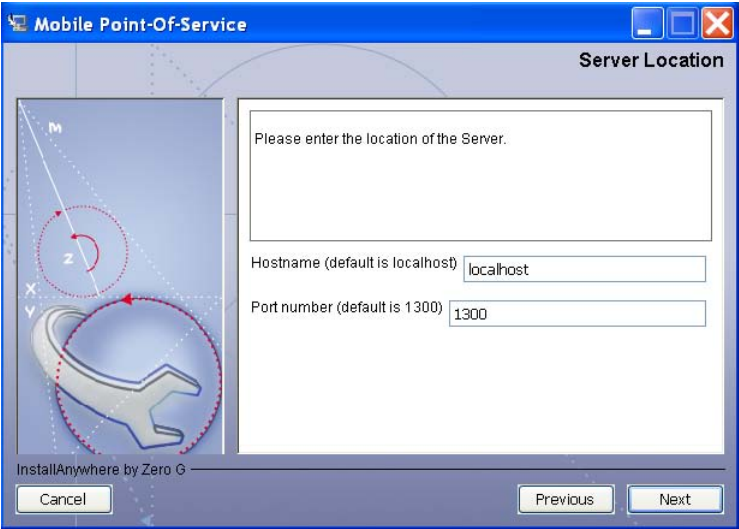 Mobile Point-Of-Service
Server Location
M
Z
X
Y
Please enter the location of the Server.
Hostname (default is localhost) localhost
Port number (default is 1300) 1300
InstallAnywhere by Zero G
Cancel Previous Next